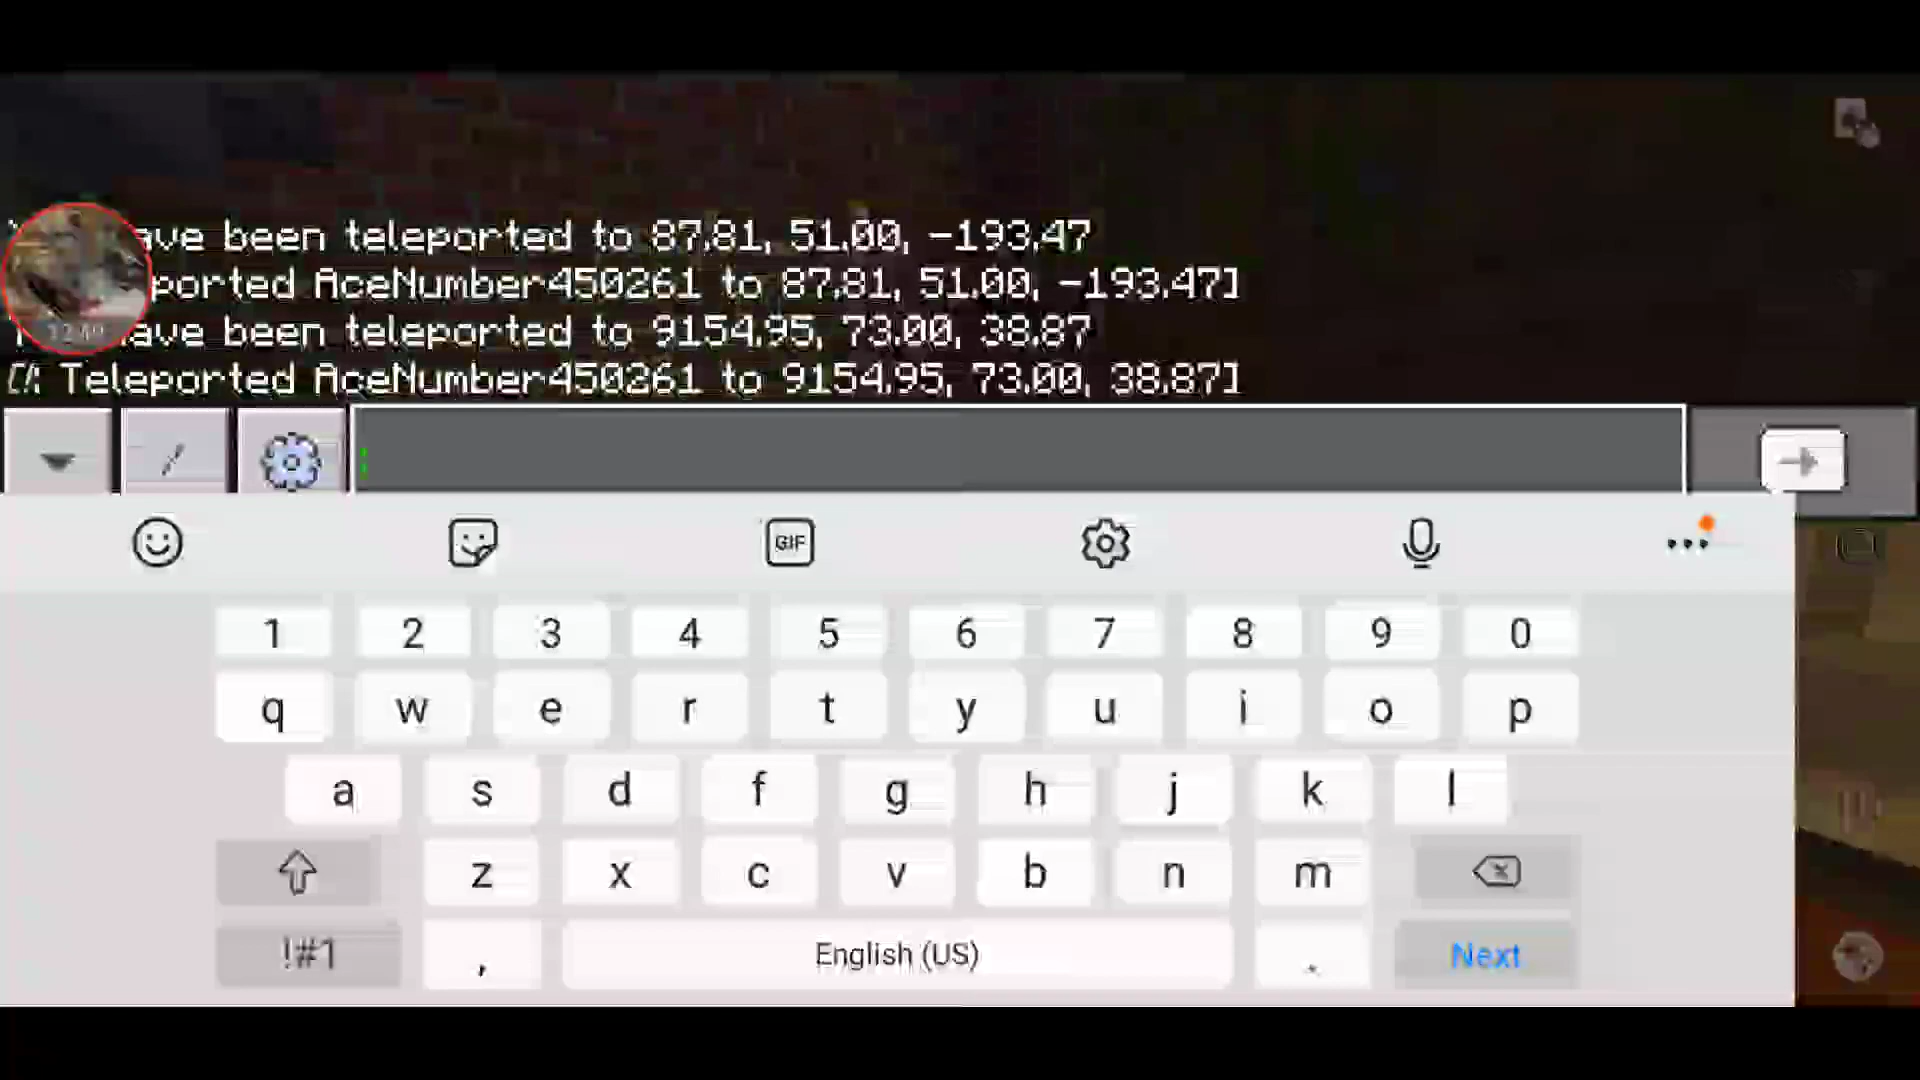 ave been teleported to 87.81, 51.00, -193.47
ported AceNumber450261 to 87.81, 51.00, -193.47]
have been teleported to 9154.95, 73.00, 38.87
Teleported AceNumber450261 to 9154.95, 73.00, 38.87]
/
GIF
1 2 3 4 5 6 7 8 9 0
q w e r t y u i o p
a s d f g h j k l
z x c v b n m
!#1 , English (US) . Next